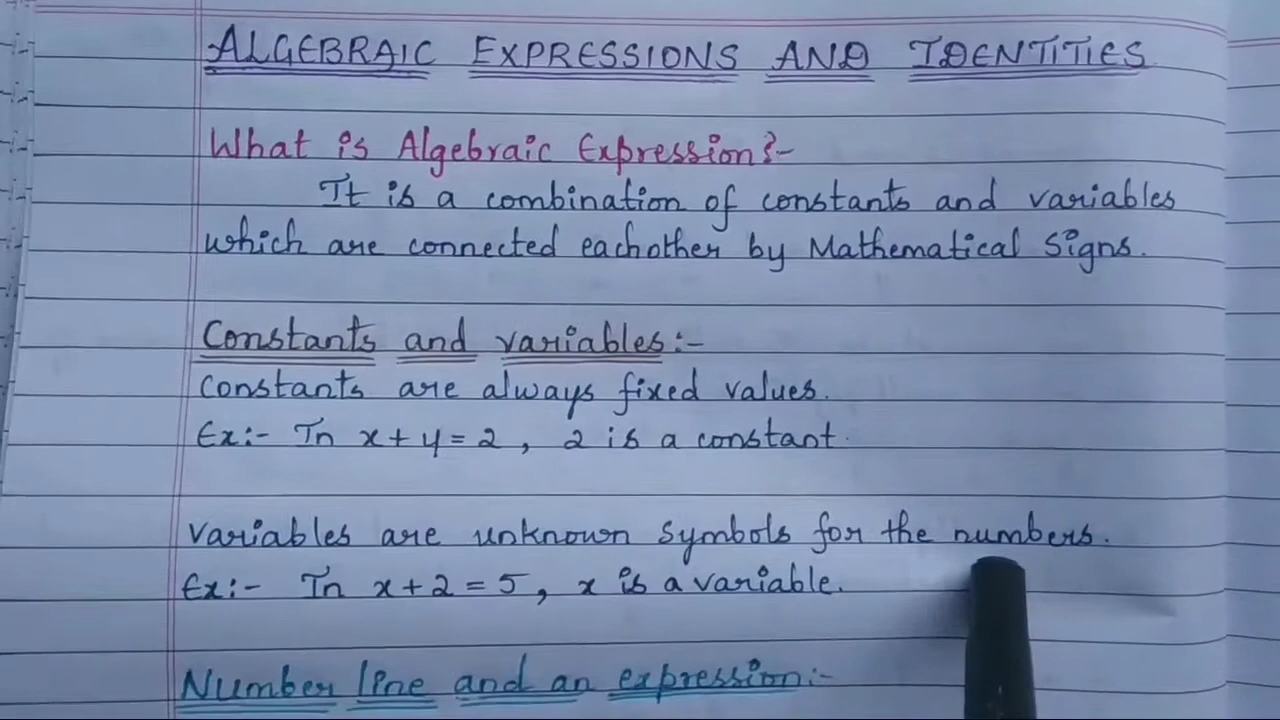 ALGEBRAIC EXPRESSIONS AND IDENTITIES
What is Algebraic Expression?-
It is a combination of constants and variables
which are connected eachother by Mathematical Signs.
Constants and variables:-
Constants are always fixed values.
Ex:- In x+y=2, 2 is a constant.
Variables are unknown symbols for the numbers.
Ex:- In x+2=5, x is a variable.
Number line and an expression:-